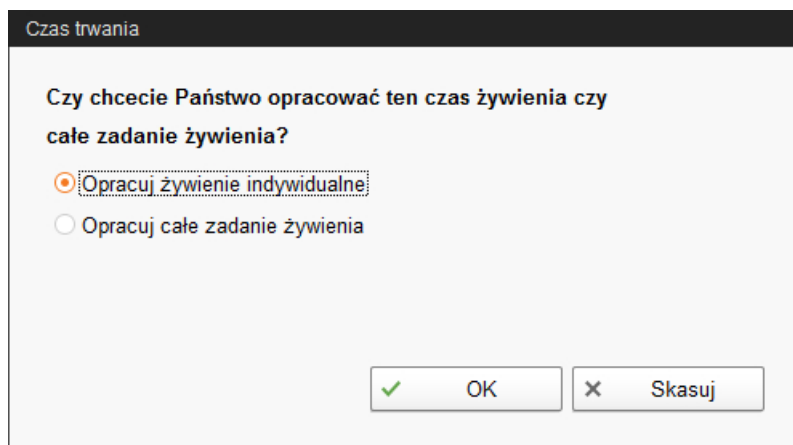 Czas trwania
Czy chcecie Państwo opracować ten czas żywienia czy
całe zadanie żywienia?
Opracuj żywienie indywidualne
Opracuj całe zadanie żywienia
OK
Skasuj